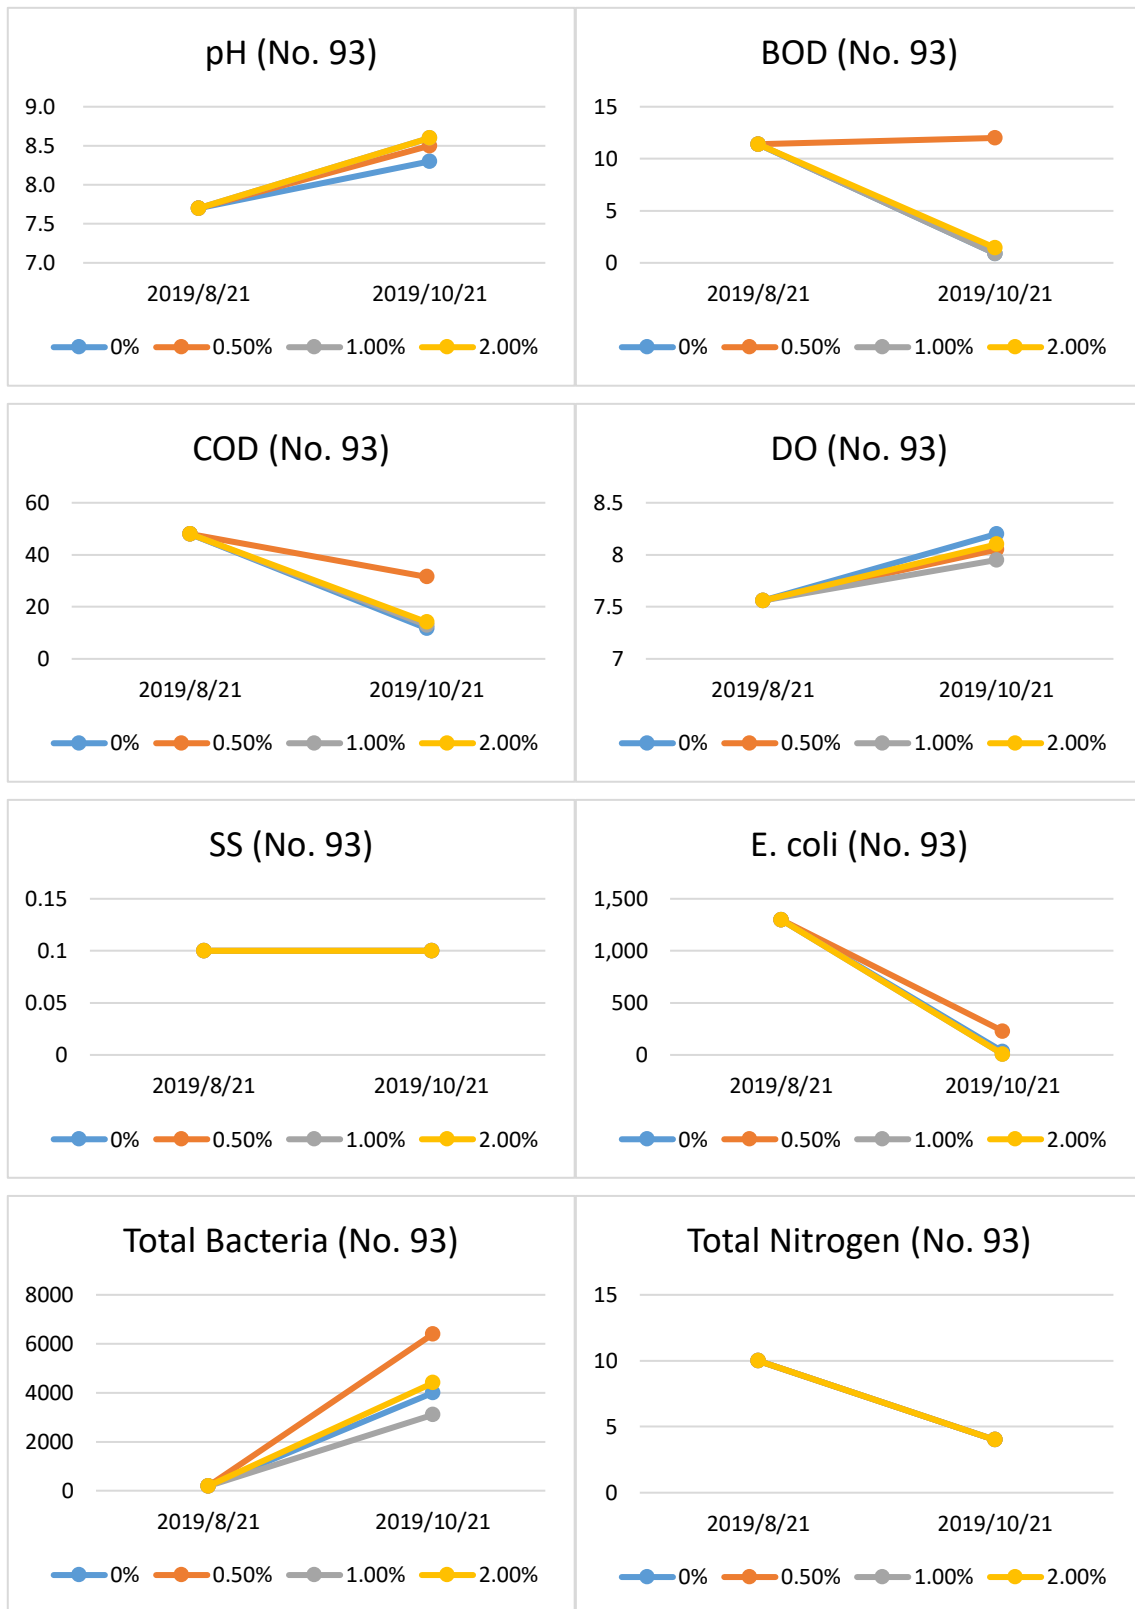 pH (No. 93)
9.0
8.5
8.0
7.5
7.0
2019/8/21 2019/10/21
0% 0.50% 1.00% 2.00%
BOD (No. 93)
15
10
5
0
2019/8/21 2019/10/21
0% 0.50% 1.00% 2.00%
COD (No. 93)
60
40
20
0
2019/8/21 2019/10/21
0% 0.50% 1.00% 2.00%
DO (No. 93)
8.5
8
7.5
7
2019/8/21 2019/10/21
0% 0.50% 1.00% 2.00%
SS (No. 93)
0.15
0.1
0.05
0
2019/8/21 2019/10/21
0% 0.50% 1.00% 2.00%
E. coli (No. 93)
1,500
1,000
500
0
2019/8/21 2019/10/21
0% 0.50% 1.00% 2.00%
Total Bacteria (No. 93)
8000
6000
4000
2000
0
2019/8/21 2019/10/21
0% 0.50% 1.00% 2.00%
Total Nitrogen (No. 93)
15
10
5
0
2019/8/21 2019/10/21
0% 0.50% 1.00% 2.00%